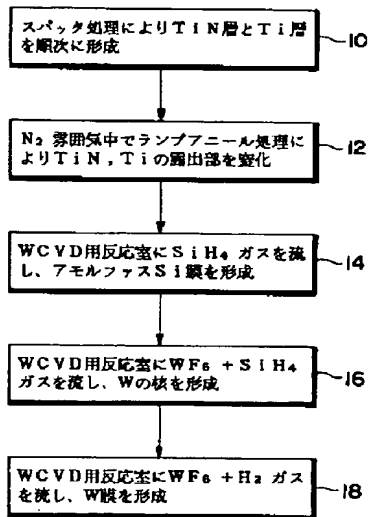 スパッタ処理によりTiN層とTi層
を順次に形成
10
N₂ 雰囲気中でランプアニール処理に
よりTiN,Tiの露出部を窒化
12
WCVD用反応室にSiH₄ ガスを流
し、アモルファスSi膜を形成
14
WCVD用反応室にWF₆ +SiH₄
ガスを流し、Wの核を形成
16
WCVD用反応室にWF₆ +H₂ ガス
を流し、W膜を形成
18